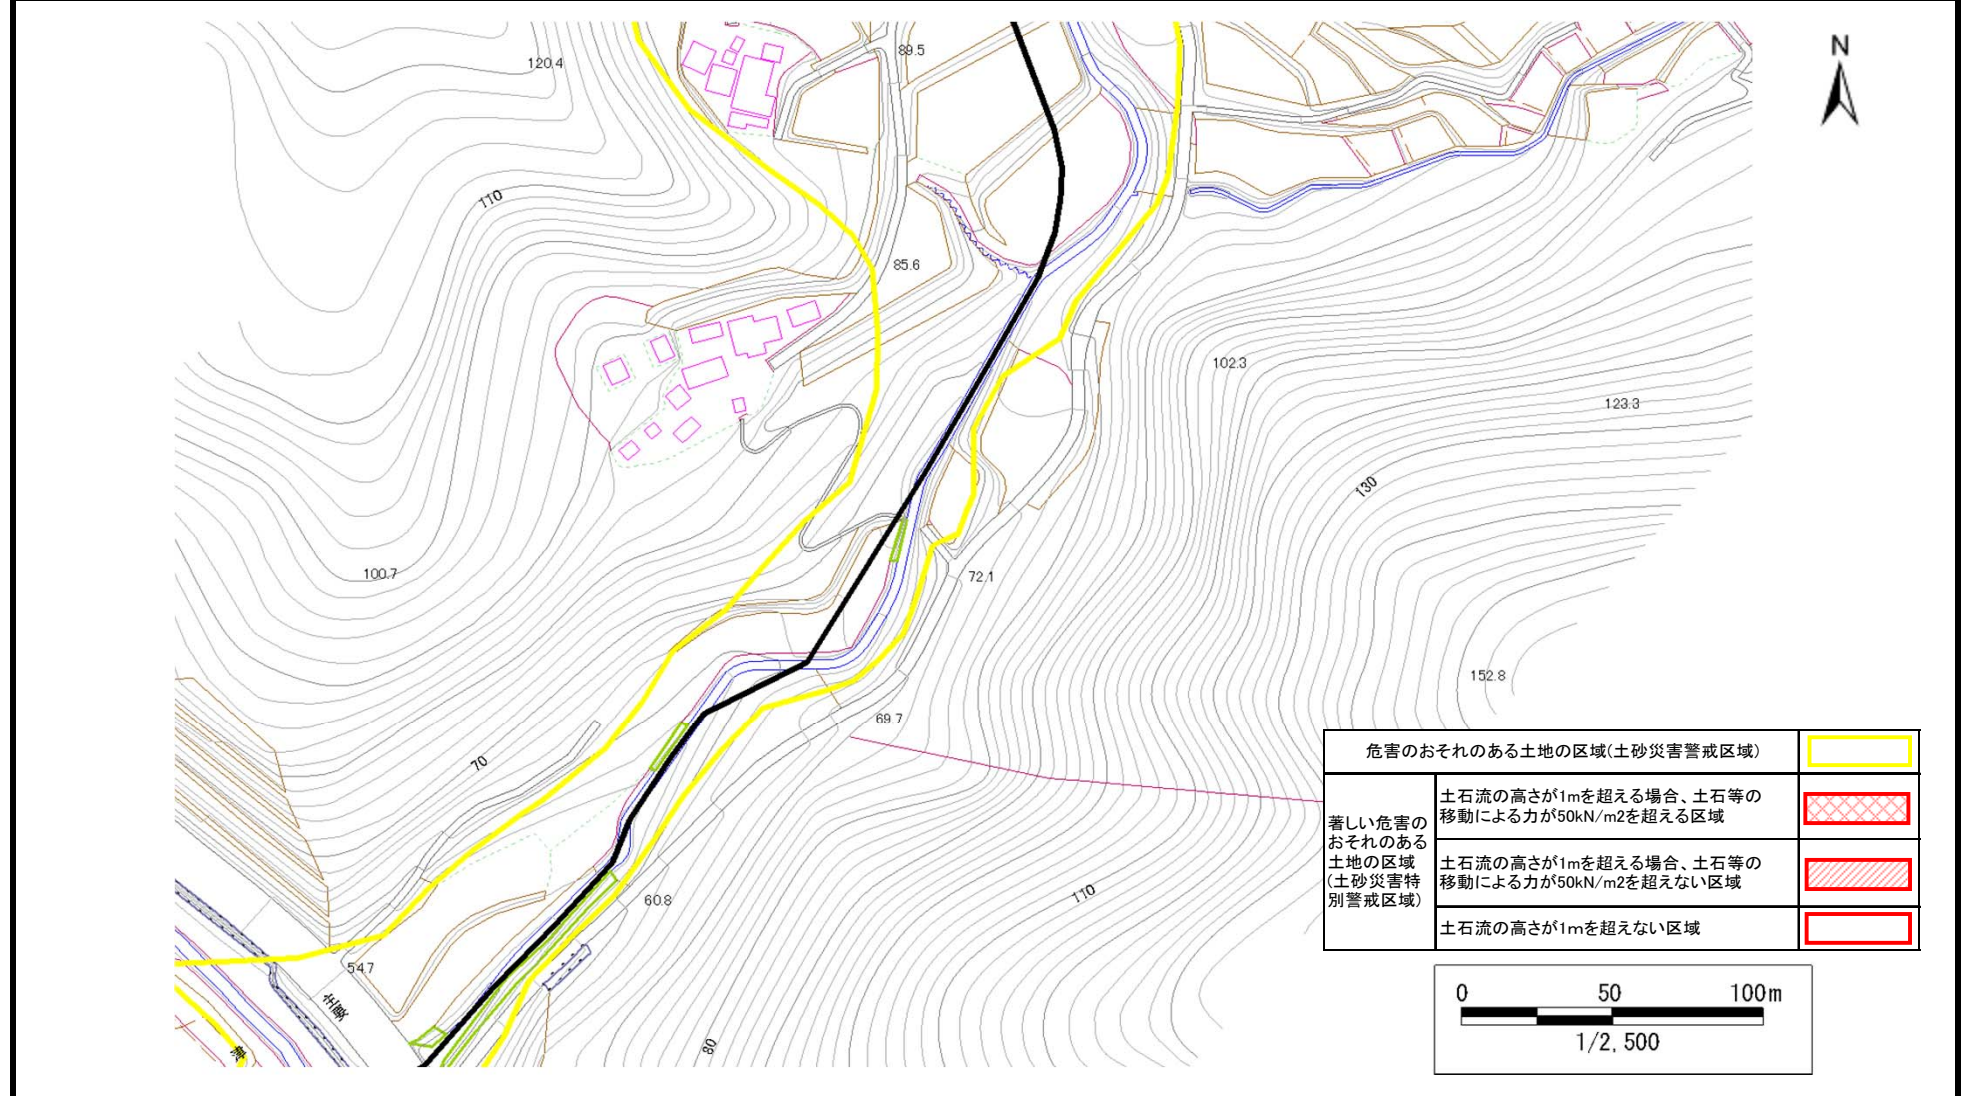 N
120.4
89.5
110
85.6
102.3
123.3
130
100.7
72.1
152.8
69.7
70
危害のおそれのある土地の区域(土砂災害警戒区域)
著しい危害の
おそれのある
土地の区域
(土砂災害特
別警戒区域)
土石流の高さが1mを超える場合、土石等の
移動による力が50kN/m2を超える区域
土石流の高さが1mを超える場合、土石等の
移動による力が50kN/m2を超えない区域
土石流の高さが1mを超えない区域
110
60.8
54.7
主要
80
0 50 100m
1/2,500